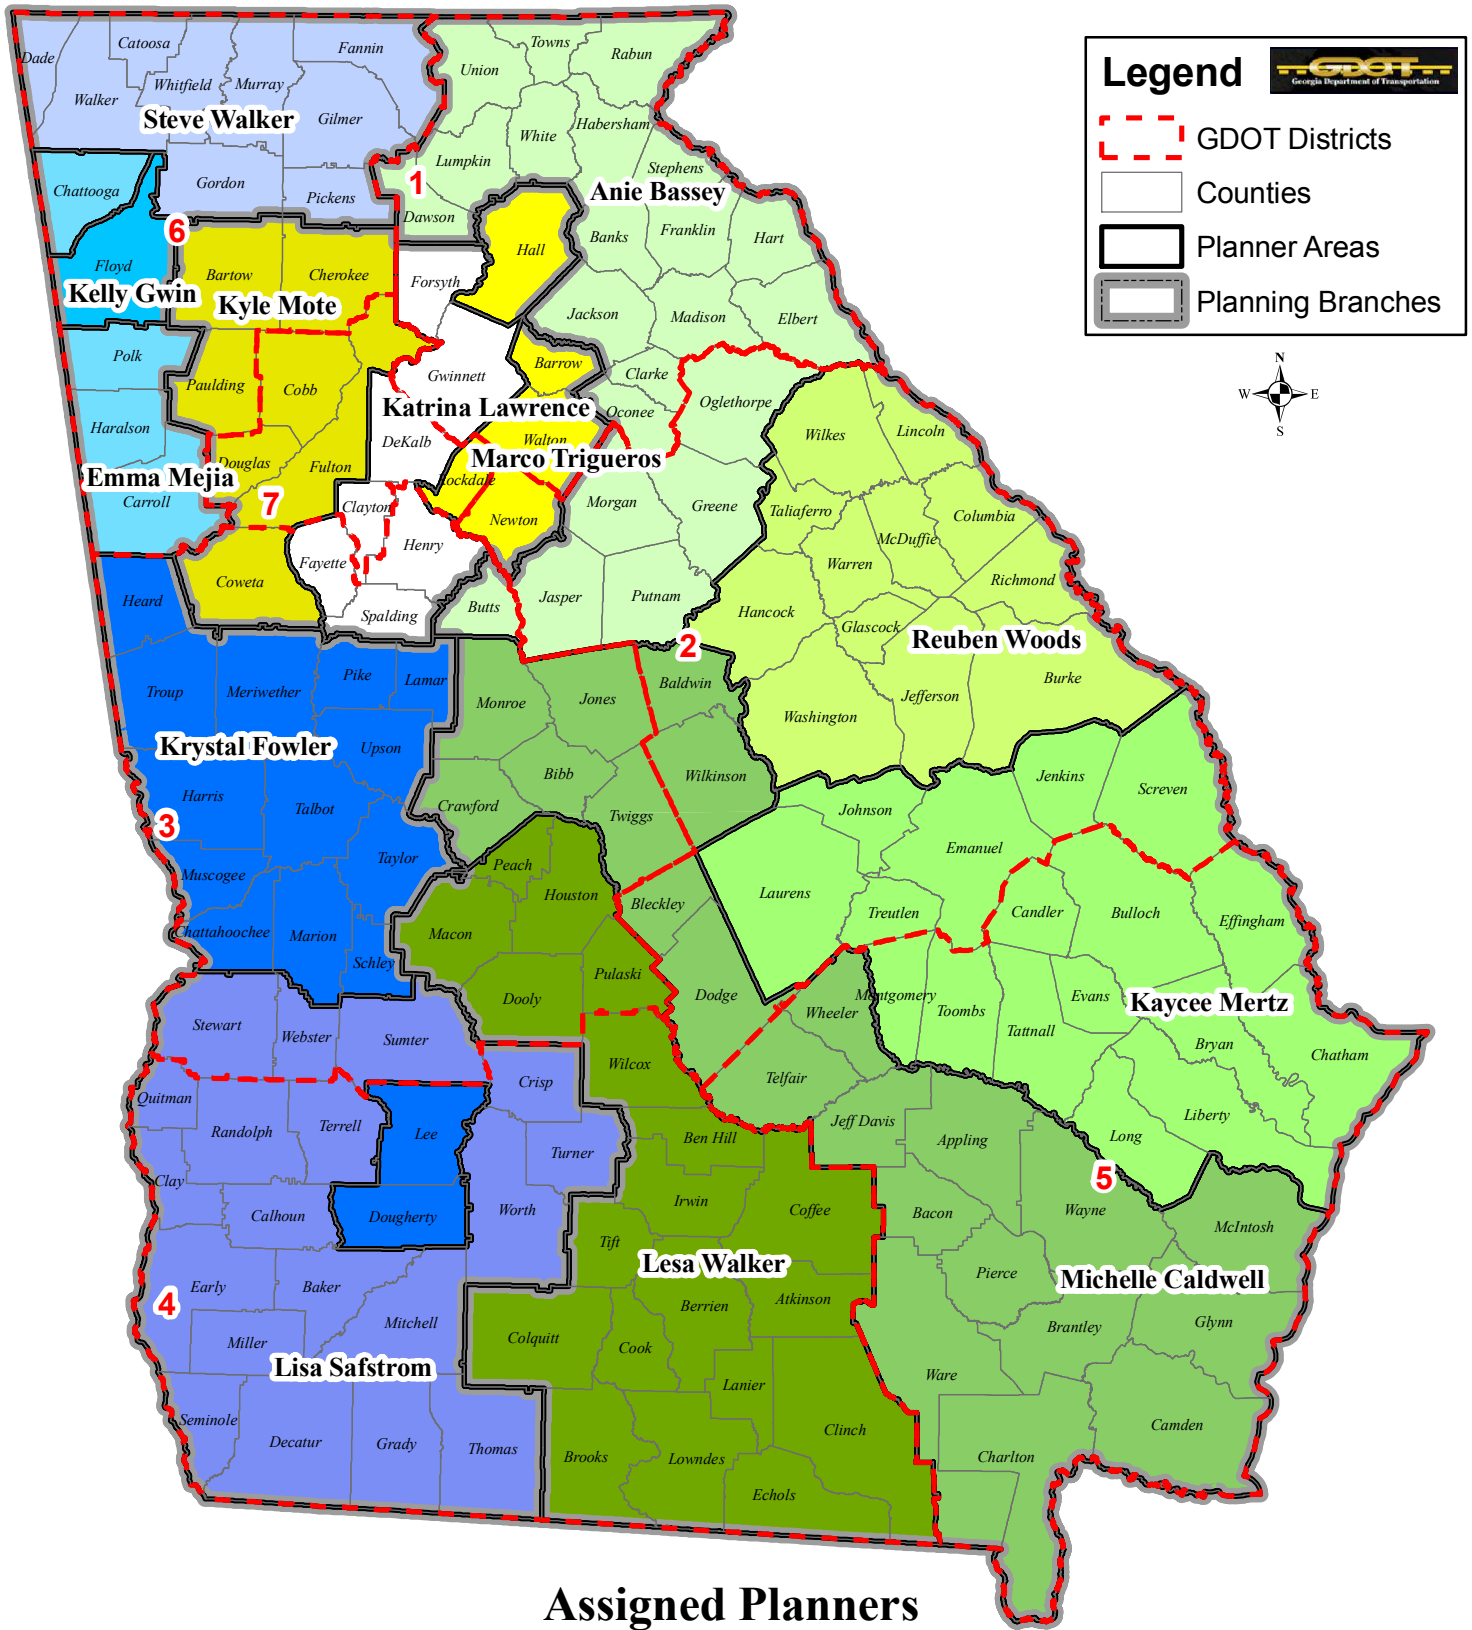 Legend
GDOT
Georgia Department of Transportation
GDOT Districts
Counties
Planner Areas
Planning Branches
N
W
E
S
Dade
Catoosa
Fannin
Towns
Rabun
Union
Walker
Whitfield
Murray
Gilmer
Steve Walker
White
Habersham
Lumpkin
Stephens
Chattooga
Gordon
Pickens
1
Anie Bassey
Dawson
6
Banks
Franklin
Hart
Hall
Floyd
Bartow
Cherokee
Forsyth
Kelly Gwin
Kyle Mote
Jackson
Madison
Elbert
Polk
Paulding
Cobb
Gwinnett
Barrow
Clarke
Oglethorpe
Katrina Lawrence
Oconee
Haralson
DeKalb
Walton
Wilkes
Lincoln
Emma Mejia
Douglas
Fulton
Marco Trigueros
Rockdale
Carroll
7
Clayton
Newton
Morgan
Greene
Taliaferro
Columbia
McDuffie
Fayette
Henry
Warren
Coweta
Richmond
Heard
Spalding
Butts
Jasper
Putnam
Hancock
Glascock
2
Reuben Woods
Troup
Meriwether
Pike
Lamar
Monroe
Jones
Baldwin
Jefferson
Burke
Washington
Krystal Fowler
Upson
Bibb
Wilkinson
Jenkins
Screven
Harris
Talbot
Crawford
Twiggs
Johnson
3
Emanuel
Taylor
Peach
Muscogee
Houston
Laurens
Bleckley
Treutlen
Candler
Bulloch
Effingham
Chattahoochee
Marion
Macon
Schley
Pulaski
Dooly
Dodge
Montgomery
Wheeler
Toombs
Evans
Kaycee Mertz
Tattnall
Stewart
Webster
Sumter
Bryan
Chatham
Wilcox
Crisp
Telfair
Quitman
Randolph
Terrell
Lee
Ben Hill
Jeff Davis
Appling
Long
Liberty
Turner
Clay
5
Calhoun
Dougherty
Worth
Irwin
Coffee
Bacon
Wayne
McIntosh
Tift
Lesa Walker
Pierce
Michelle Caldwell
Early
Baker
4
Berrien
Atkinson
Mitchell
Miller
Colquitt
Cook
Brantley
Glynn
Lisa Safstrom
Lanier
Ware
Seminole
Decatur
Grady
Thomas
Brooks
Lowndes
Clinch
Charlton
Camden
Echols
Assigned Planners